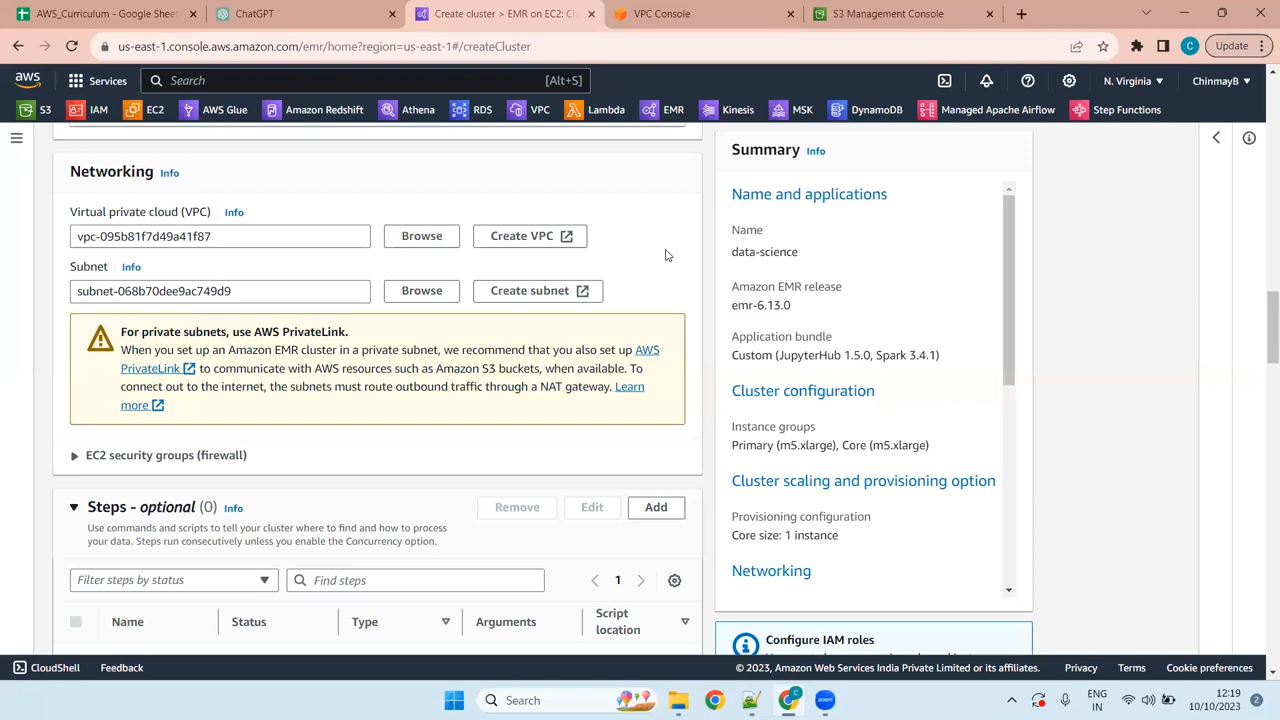 AWS_Curriculum - Google Sheet
ChatGPT
Create cluster > EMR on EC2: Cl
VPC Console
S3 Management Console
us-east-1.console.aws.amazon.com/emr/home?region=us-east-1#/createCluster
C
Update
aws
Services
Search
[Alt+S]
N. Virginia
ChinmayB
S3
IAM
EC2
AWS Glue
Amazon Redshift
Athena
RDS
VPC
Lambda
EMR
Kinesis
MSK
DynamoDB
Managed Apache Airflow
Step Functions
Networking Info
Virtual private cloud (VPC) Info
vpc-095b81f7d49a41f87
Browse
Create VPC
Subnet Info
subnet-068b70dee9ac749d9
Browse
Create subnet
For private subnets, use AWS PrivateLink.
When you set up an Amazon EMR cluster in a private subnet, we recommend that you also set up AWS
PrivateLink to communicate with AWS resources such as Amazon S3 buckets, when available. To
connect out to the internet, the subnets must route outbound traffic through a NAT gateway. Learn
more
EC2 security groups (firewall)
Steps - optional (0) Info
Remove
Edit
Add
Use commands and scripts to tell your cluster where to find and how to process
your data. Steps run consecutively unless you enable the Concurrency option.
Filter steps by status
Find steps
1
Name
Status
Type
Arguments
Script
location
Summary Info
Name and applications
Name
data-science
Amazon EMR release
emr-6.13.0
Application bundle
Custom (JupyterHub 1.5.0, Spark 3.4.1)
Cluster configuration
Instance groups
Primary (m5.xlarge), Core (m5.xlarge)
Cluster scaling and provisioning option
Provisioning configuration
Core size: 1 instance
Networking
Configure IAM roles
CloudShell
Feedback
© 2023, Amazon Web Services India Private Limited or its affiliates.
Privacy
Terms
Cookie preferences
Search
C
zoom
ENG
IN
12:19
10/10/2023
2